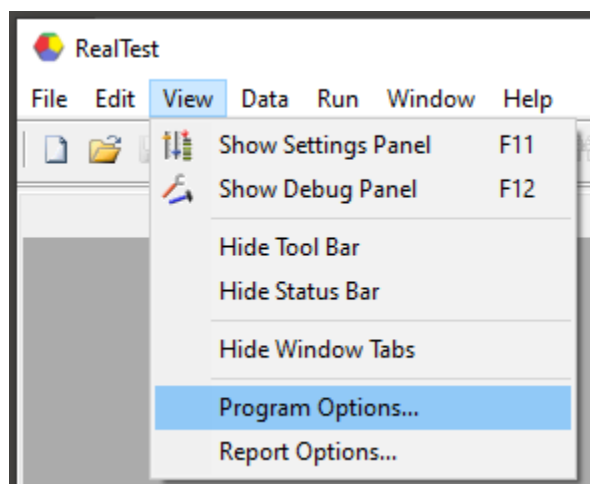 RealTest
File Edit View Data Run Window Help
Show Settings Panel F11
Show Debug Panel F12
Hide Tool Bar
Hide Status Bar
Hide Window Tabs
Program Options...
Report Options...